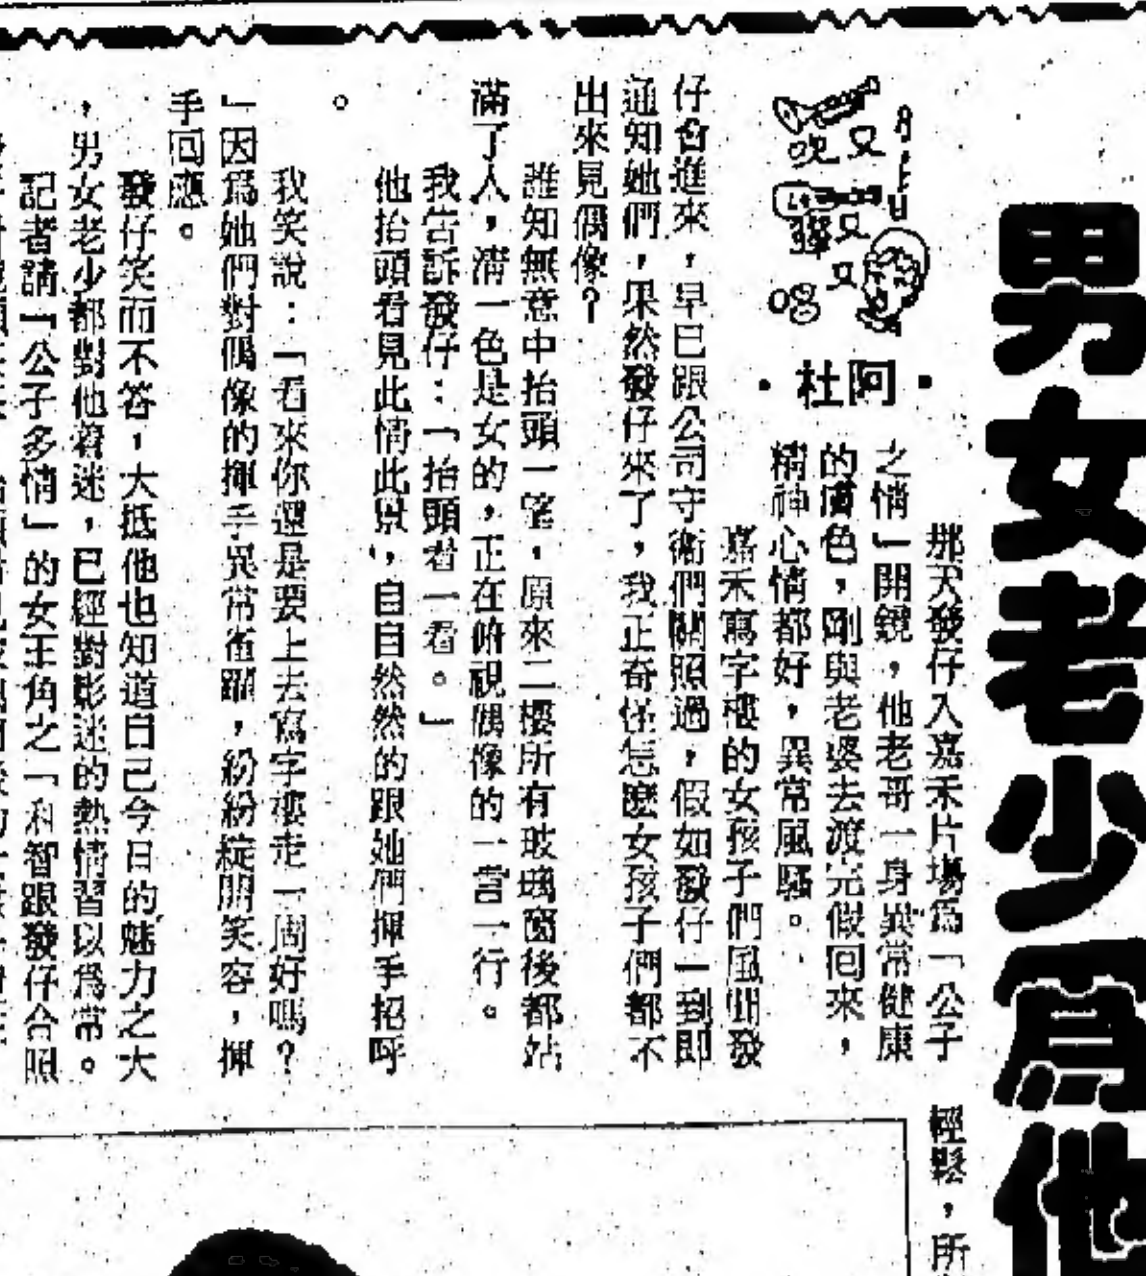 男女老少爲他
阿杜
那天發仔入嘉禾片場爲「公子
之情」開鏡，他老哥一身異常健康
的膚色，剛與老婆去渡完假回來，
精神心情都好，異常風騷。
嘉禾寫字樓的女孩子們風聞發
仔會進來，早已跟公司守衞們關照過，假如發仔一到即
通知她們，果然發仔來了，我正奇怪怎麽女孩子們都不
出來見偶像？
誰知無意中抬頭一望，原來二樓所有玻璃窗後都站
滿了人，淸一色是女的，正在俯視偶像的一言一行。
我告訴發仔：「抬頭看一看。」
他抬頭看見此情此景，自自然然的跟她們揮手招呼
。
我笑說：「看來你還是要上去寫字樓走一周好嗎？
」因爲她們對偶像的揮手異常雀躍，紛紛綻開笑容，揮
手回應。
發仔笑而不答，大抵他也知道自己今日的魅力之大
，男女老少都對他着迷，已經對影迷的熱情習以爲常。
記者請「公子多情」的女主角之一利智跟發仔合照
輕鬆，所